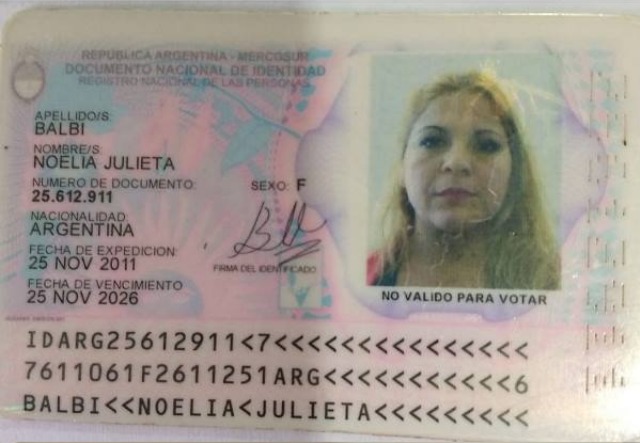 REPÚBLICA ARGENTINA - MERCOSUR
DOCUMENTO NACIONAL DE IDENTIDAD
REGISTRO NACIONAL DE LAS PERSONAS
APELLIDO/S
BALBI
NOMBRE/S
NOELIA JULIETA
NUMERO DE DOCUMENTO:
25.612.911
SEXO: F
NACIONALIDAD:
ARGENTINA
FECHA DE EXPEDICION:
25 NOV 2011
FECHA DE VENCIMIENTO
25 NOV 2026
FIRMA DEL IDENTIFICADO
NO VALIDO PARA VOTAR
IDARG25612911<7<<<<<<<<<<<<<<<
7611061F2611251ARG<<<<<<<<<<<6
BALBI<<NOELIA<JULIETA<<<<<<<<<